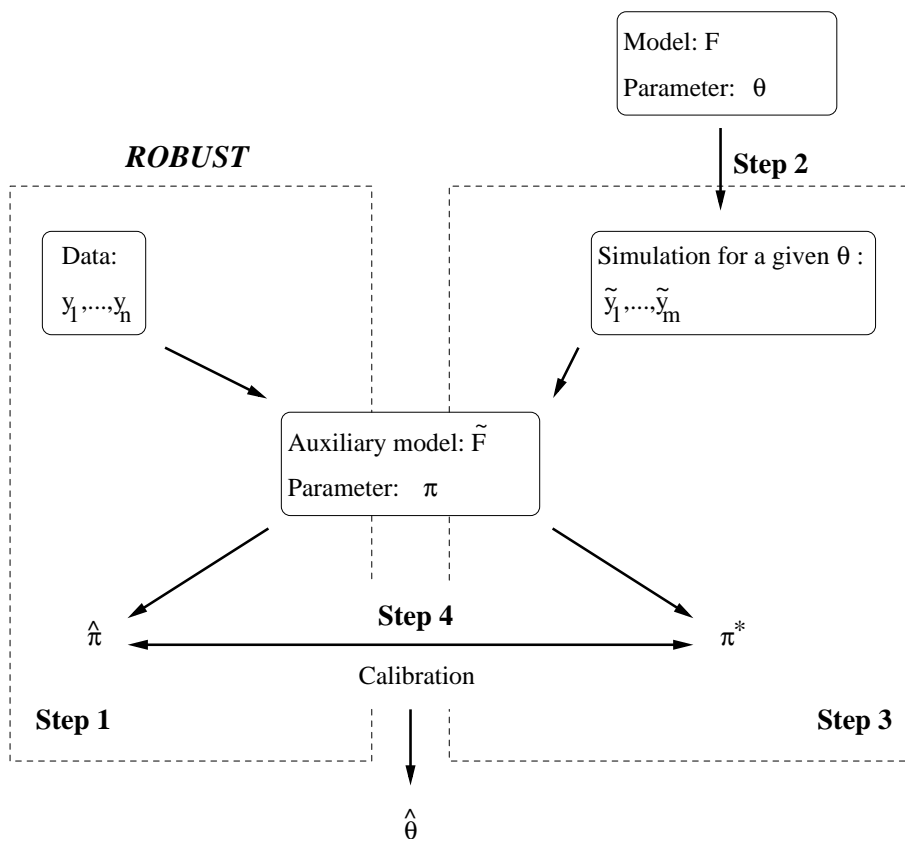 Model: F
Parameter: θ
ROBUST
Step 2
Data:
y₁,...,yₙ
Simulation for a given θ :
ỹ₁,...,ỹₘ
Auxiliary model: F̃
Parameter: π
Step 4
π̂
π*
Calibration
Step 1
Step 3
θ̂